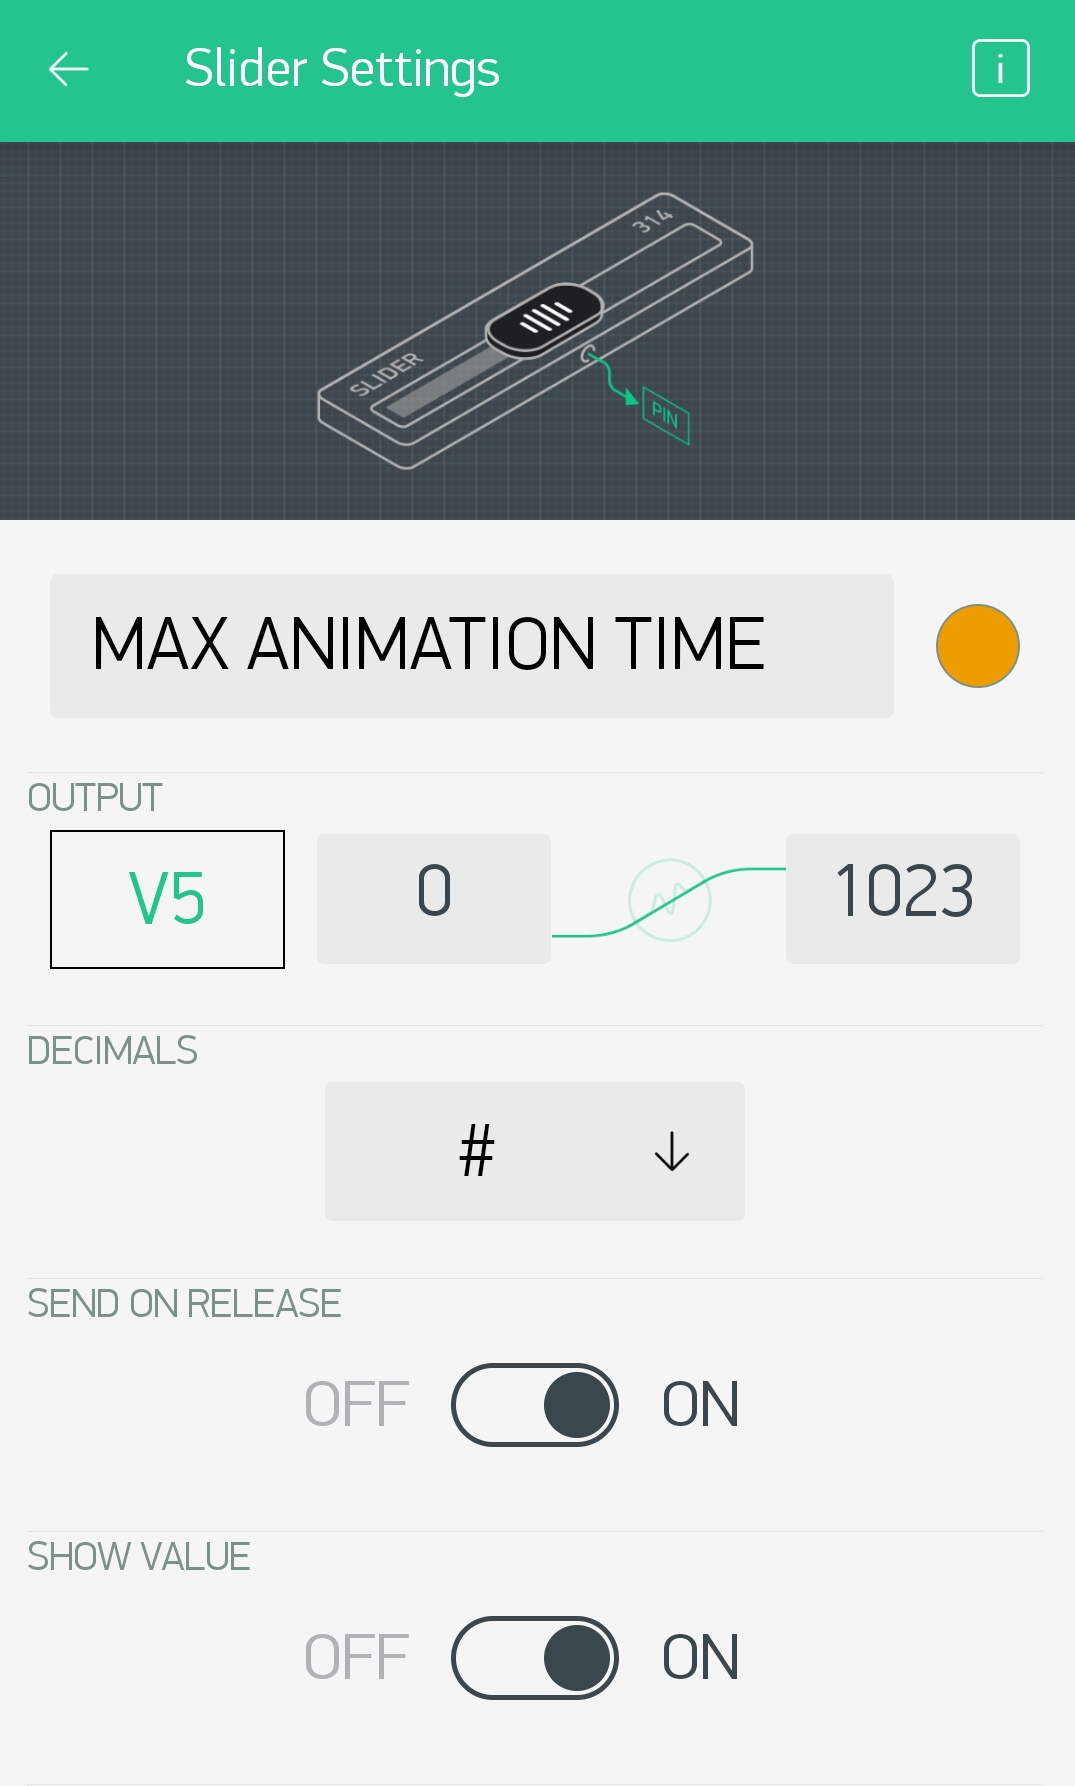 Slider Settings
i
314
SLIDER
PIN
MAX ANIMATION TIME
OUTPUT
V5 0 1023
DECIMALS
#
SEND ON RELEASE
OFF ON
SHOW VALUE
OFF ON